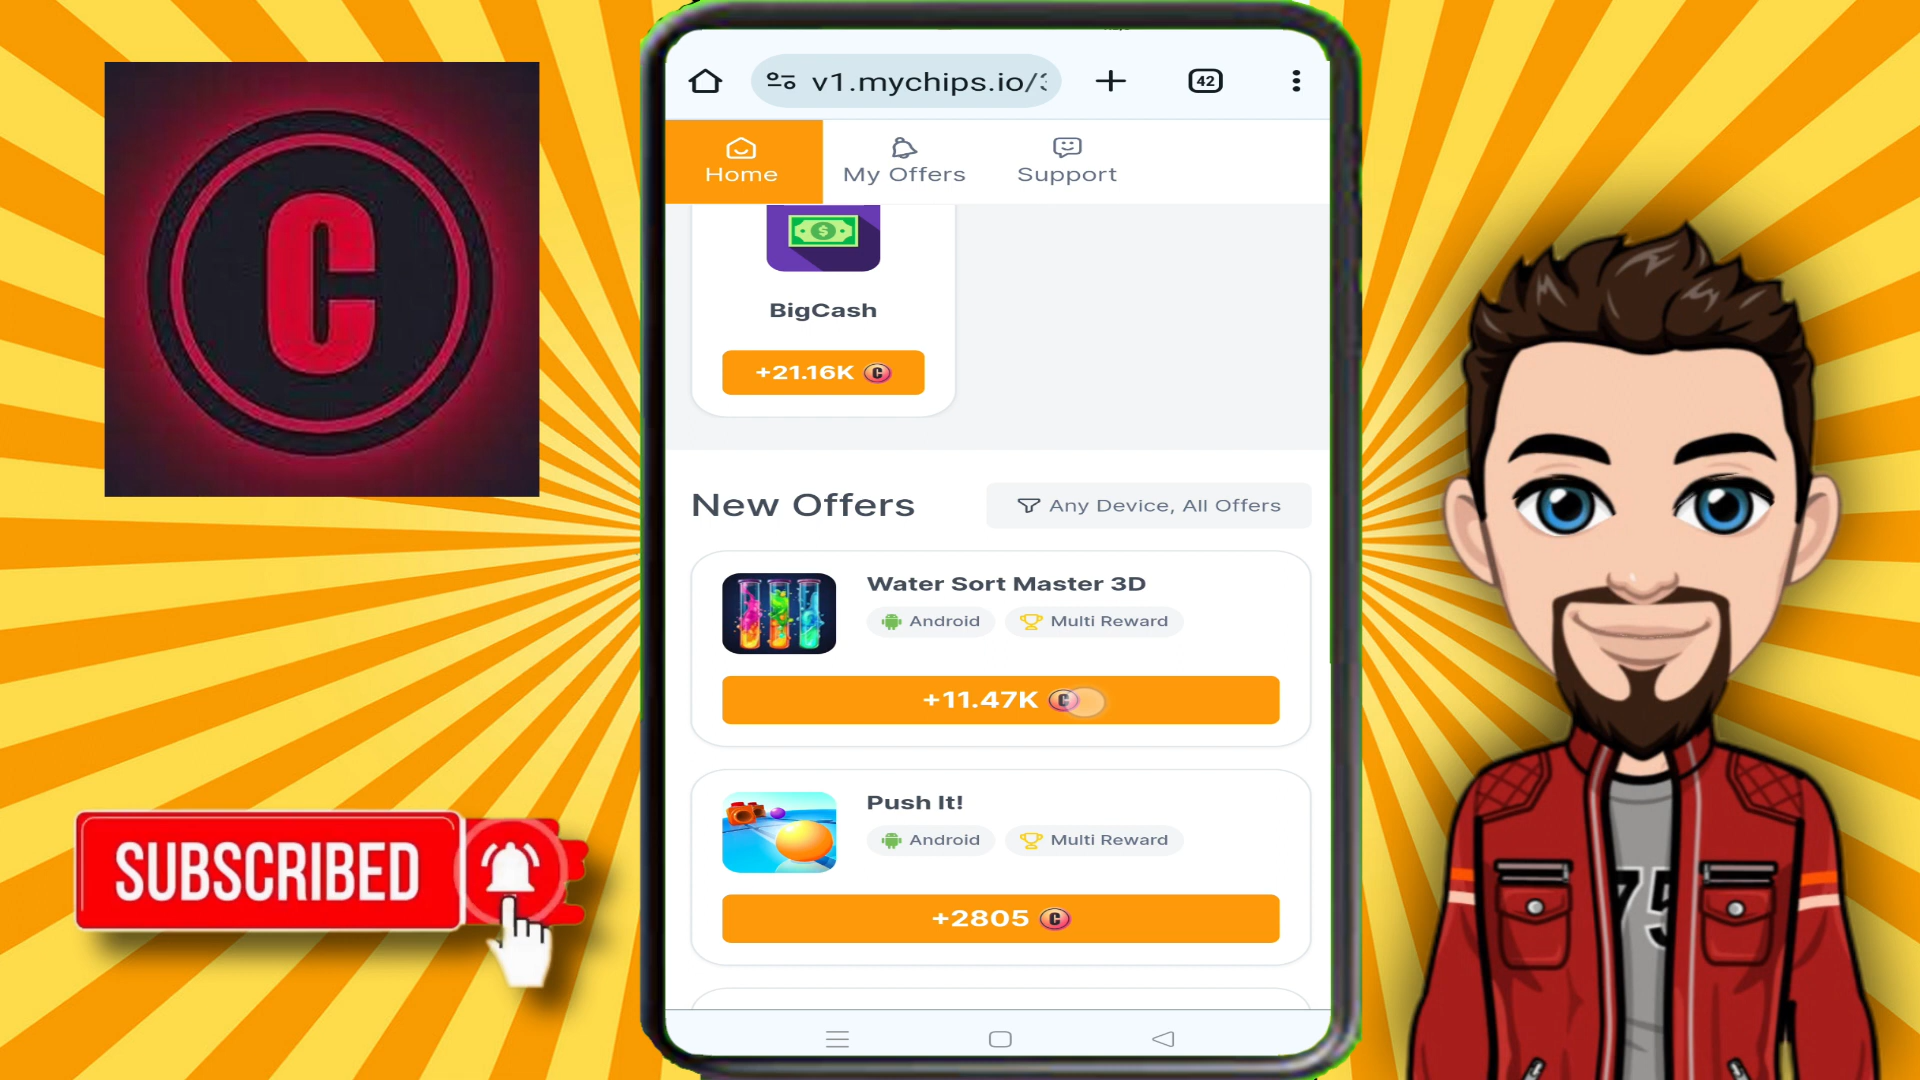 C
v1.mychips.io/
42
Home
My Offers
Support
BigCash
+21.16K C
New Offers
Any Device, All Offers
Water Sort Master 3D
Android
Multi Reward
+11.47K C
Push It!
Android
Multi Reward
+2805 C
SUBSCRIBED
75